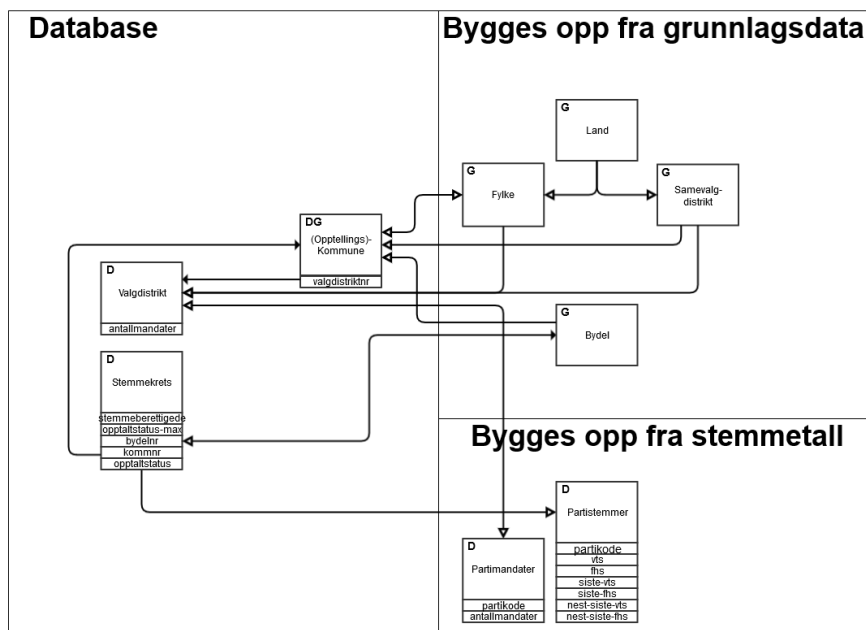 Database
DG
(Opptellings)-
Kommune
valgdistriktnr
D
Valgdistrikt
antallmandater
D
Stemmekrets
stemmeberettigede
opptaltstatus-max
bydelnr
kommnr
opptaltstatus
Bygges opp fra grunnlagsdata
G
Land
G
Fylke
G
Samevalg-
distrikt
G
Bydel
Bygges opp fra stemmetall
D
Partimandater
partikode
antallmandater
D
Partistemmer
partikode
vts
fhs
siste-vts
siste-fhs
nest-siste-vts
nest-siste-fhs